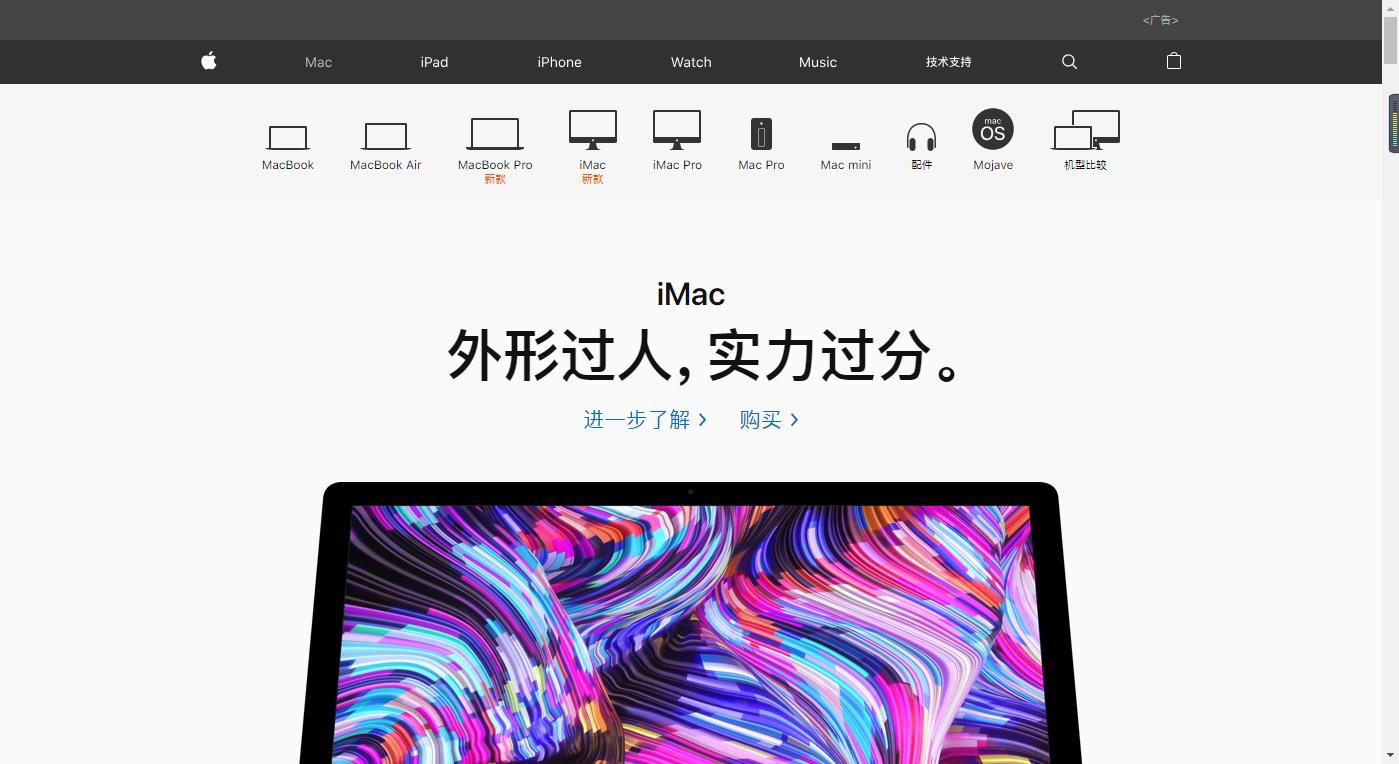 <广告>
Mac iPad iPhone Watch Music 技术支持
MacBook MacBook Air MacBook Pro iMac iMac Pro Mac Pro Mac mini 配件 mac OS Mojave 机型比较
新款 新款
iMac
外形过人，实力过分。
进一步了解 > 购买 >